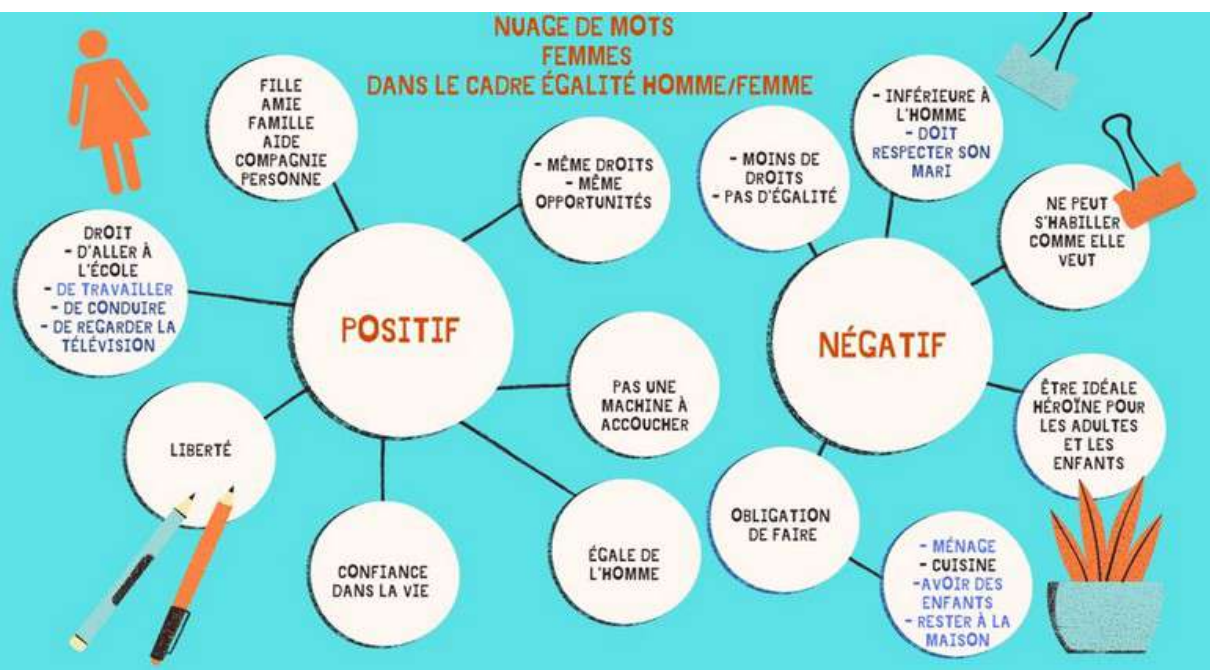 NUAGE DE MOTS
FEMMES
DANS LE CADRE ÉGALITÉ HOMME/FEMME
FILLE
AMIE
FAMILLE
AIDE
COMPAGNIE
PERSONNE
- MÊME DROITS
- MÊME
OPPORTUNITÉS
DROIT
- D'ALLER À
L'ÉCOLE
- DE TRAVAILLER
- DE CONDUIRE
- DE REGARDER LA
TÉLÉVISION
POSITIF
PAS UNE
MACHINE À
ACCOUCHER
LIBERTÉ
CONFIANCE
DANS LA VIE
ÉGALE DE
L'HOMME
- MOINS DE
DROITS
- PAS D'ÉGALITÉ
- INFÉRIEURE À
L'HOMME
- DOIT
RESPECTER SON
MARI
NE PEUT
S'HABILLER
COMME ELLE
VEUT
NÉGATIF
ÊTRE IDÉALE
HÉROÏNE POUR
LES ADULTES
ET LES
ENFANTS
OBLIGATION
DE FAIRE
- MÉNAGE
- CUISINE
-AVOIR DES
ENFANTS
- RESTER À LA
MAISON